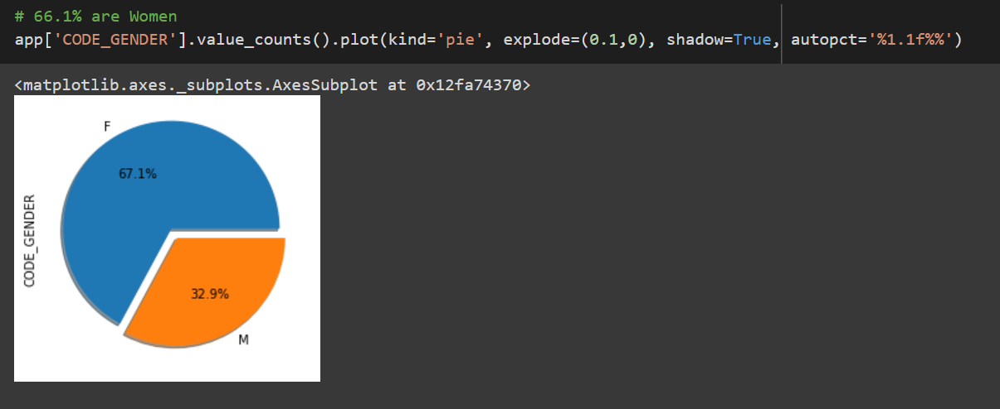 # 66.1% are Women
app['CODE_GENDER'].value_counts().plot(kind='pie', explode=(0.1,0), shadow=True, autopct='%1.1f%%')
<matplotlib.axes._subplots.AxesSubplot at 0x12fa74370>
F
67.1%
CODE_GENDER
32.9%
M